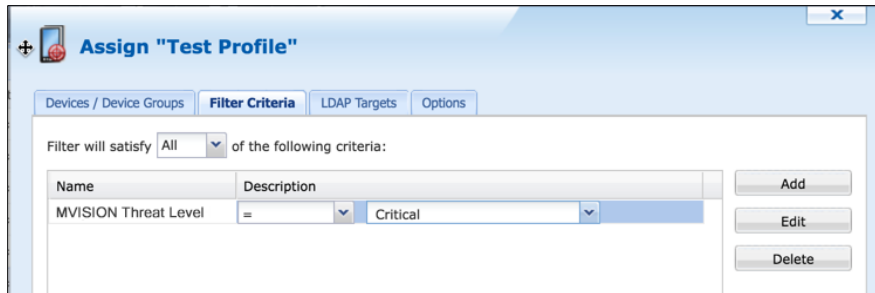 x
Assign "Test Profile"
Devices / Device Groups Filter Criteria LDAP Targets Options
Filter will satisfy All of the following criteria:
Name Description
Add
MVISION Threat Level = Critical
Edit
Delete